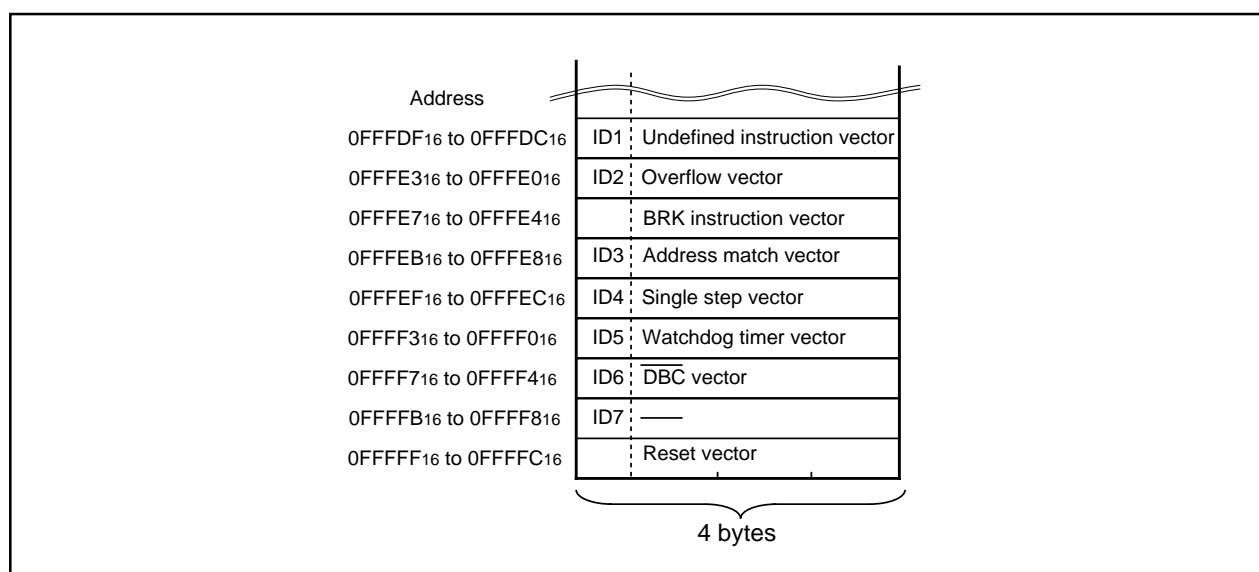 Address
0FFFDF16 to 0FFFDC16 ID1 Undefined instruction vector
0FFFE316 to 0FFFE016 ID2 Overflow vector
0FFFE716 to 0FFFE416 BRK instruction vector
0FFFEB16 to 0FFFE816 ID3 Address match vector
0FFFEF16 to 0FFFEC16 ID4 Single step vector
0FFFF316 to 0FFFF016 ID5 Watchdog timer vector
0FFFF716 to 0FFFF416 ID6 D̅B̅C̅ vector
0FFFFB16 to 0FFFF816 ID7 —
0FFFFF16 to 0FFFFC16 Reset vector
4 bytes